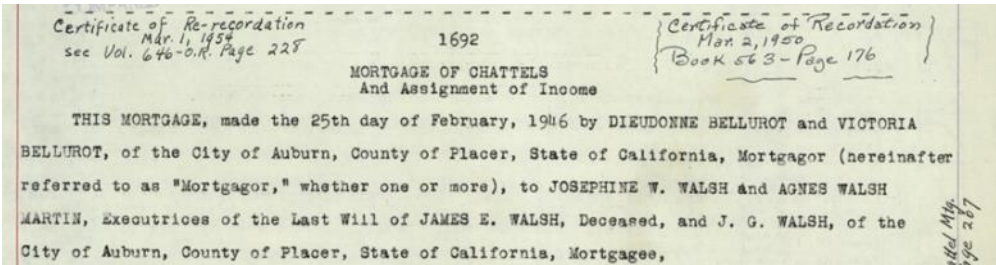 Certificate of Re-recordation
Mar. 1, 1954
see Vol. 646-O.R. Page 228
Certificate of Recordation
Mar. 2, 1950
Book 563-Page 176
1692
MORTGAGE OF CHATTELS
And Assignment of Income
THIS MORTGAGE, made the 25th day of February, 1946 by DIEUDONNE BELLUROT and VICTORIA
BELLUROT, of the City of Auburn, County of Placer, State of California, Mortgagor (hereinafter
referred to as "Mortgagor," whether one or more), to JOSEPHINE W. WALSH and AGNES WALSH
MARTIN, Executrices of the Last Will of JAMES E. WALSH, Deceased, and J. G. WALSH, of the
City of Auburn, County of Placer, State of California, Mortgagee,
Mtg.
267